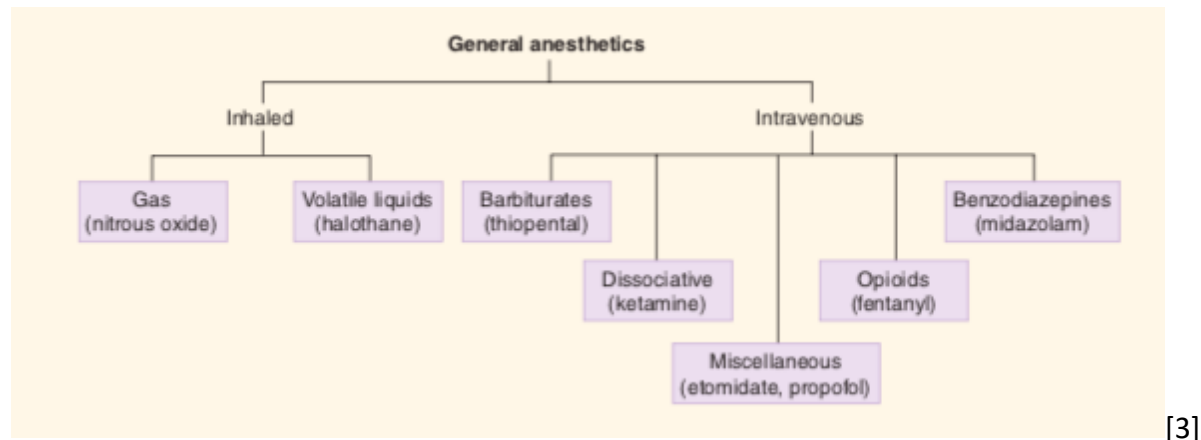 General anesthetics
Inhaled
Intravenous
Gas
(nitrous oxide)
Volatile liquids
(halothane)
Barbiturates
(thiopental)
Benzodiazepines
(midazolam)
Dissociative
(ketamine)
Opioids
(fentanyl)
Miscellaneous
(etomidate, propofol)
[3]